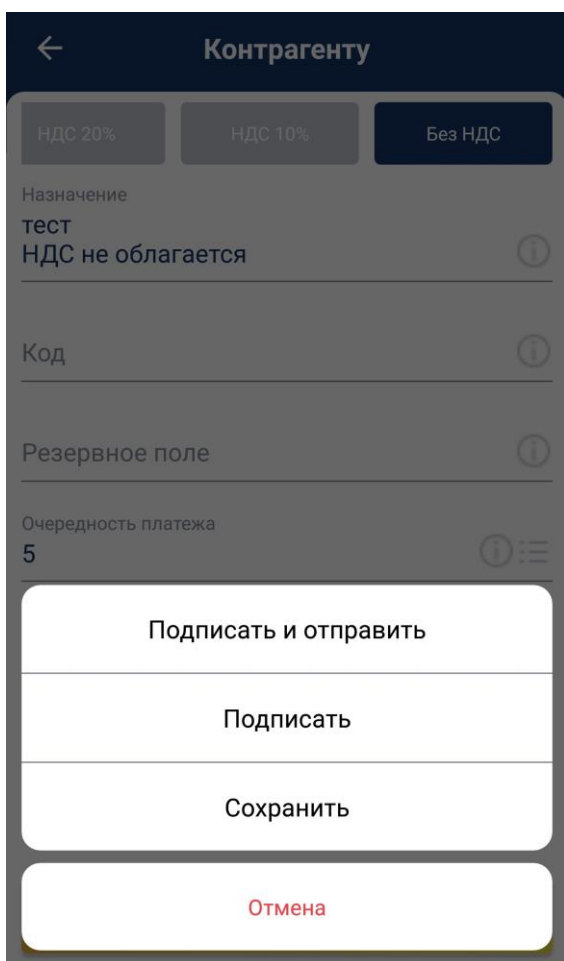 Контрагенту
НДС 20%
НДС 10%
Без НДС
Назначение
тест
НДС не облагается
Код
Резервное поле
Очередность платежа
5
Подписать и отправить
Подписать
Сохранить
Отмена